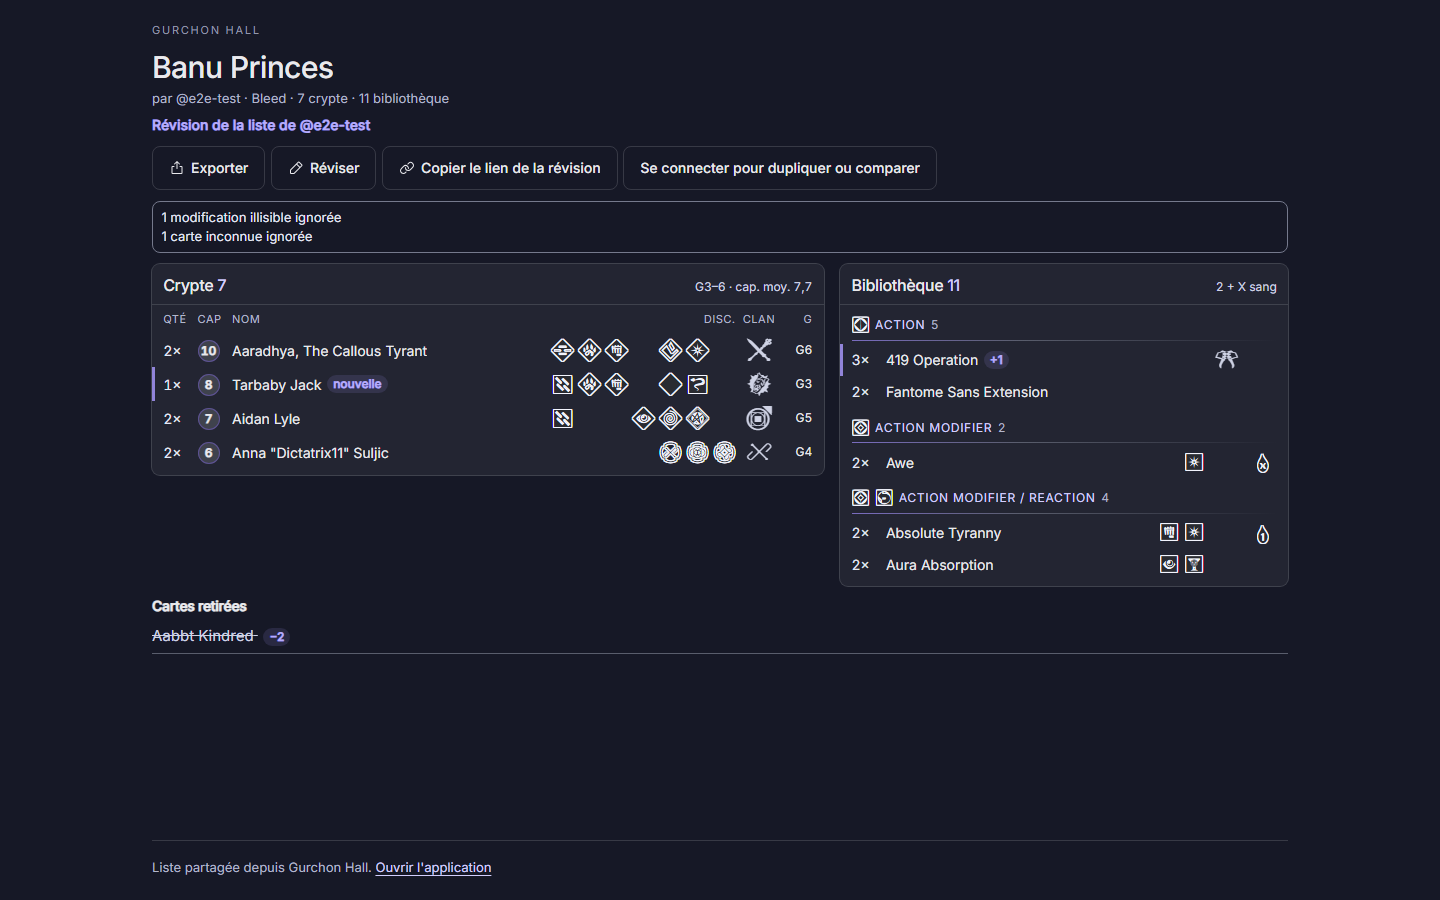 GURCHON HALL
Banu Princes
par @e2e-test · Bleed · 7 crypte · 11 bibliothèque
Révision de la liste de @e2e-test
Exporter
Réviser
Copier le lien de la révision
Se connecter pour dupliquer ou comparer
1 modification illisible ignorée
1 carte inconnue ignorée
Crypte 7
G3–6 · cap. moy. 7,7
QTÉ CAP NOM DISC. CLAN G
2× 10 Aaradhya, The Callous Tyrant G6
1× 8 Tarbaby Jack nouvelle G3
2× 7 Aidan Lyle G5
2× 6 Anna "Dictatrix11" Suljic G4
Bibliothèque 11
2 + X sang
ACTION 5
3× 419 Operation +1
2× Fantome Sans Extension
ACTION MODIFIER 2
2× Awe X
ACTION MODIFIER / REACTION 4
2× Absolute Tyranny 1
2× Aura Absorption
Cartes retirées
Aabbt Kindred −2
Liste partagée depuis Gurchon Hall. Ouvrir l'application